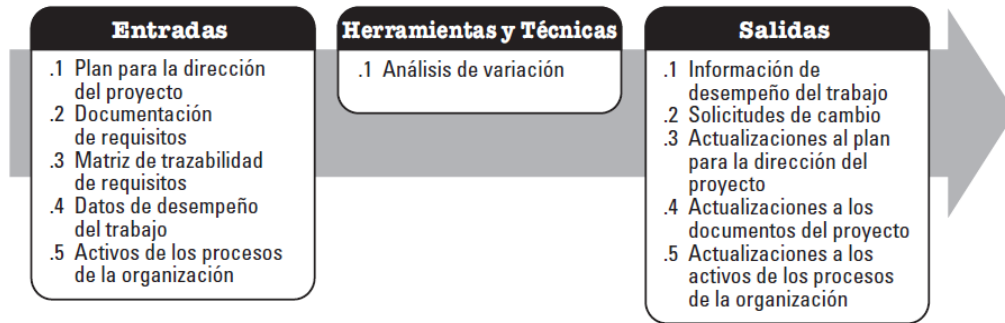 Entradas
.1 Plan para la dirección
del proyecto
.2 Documentación
de requisitos
.3 Matriz de trazabilidad
de requisitos
.4 Datos de desempeño
del trabajo
.5 Activos de los procesos
de la organización
Herramientas y Técnicas
.1 Análisis de variación
Salidas
.1 Información de
desempeño del trabajo
.2 Solicitudes de cambio
.3 Actualizaciones al plan
para la dirección del
proyecto
.4 Actualizaciones a los
documentos del proyecto
.5 Actualizaciones a los
activos de los procesos
de la organización